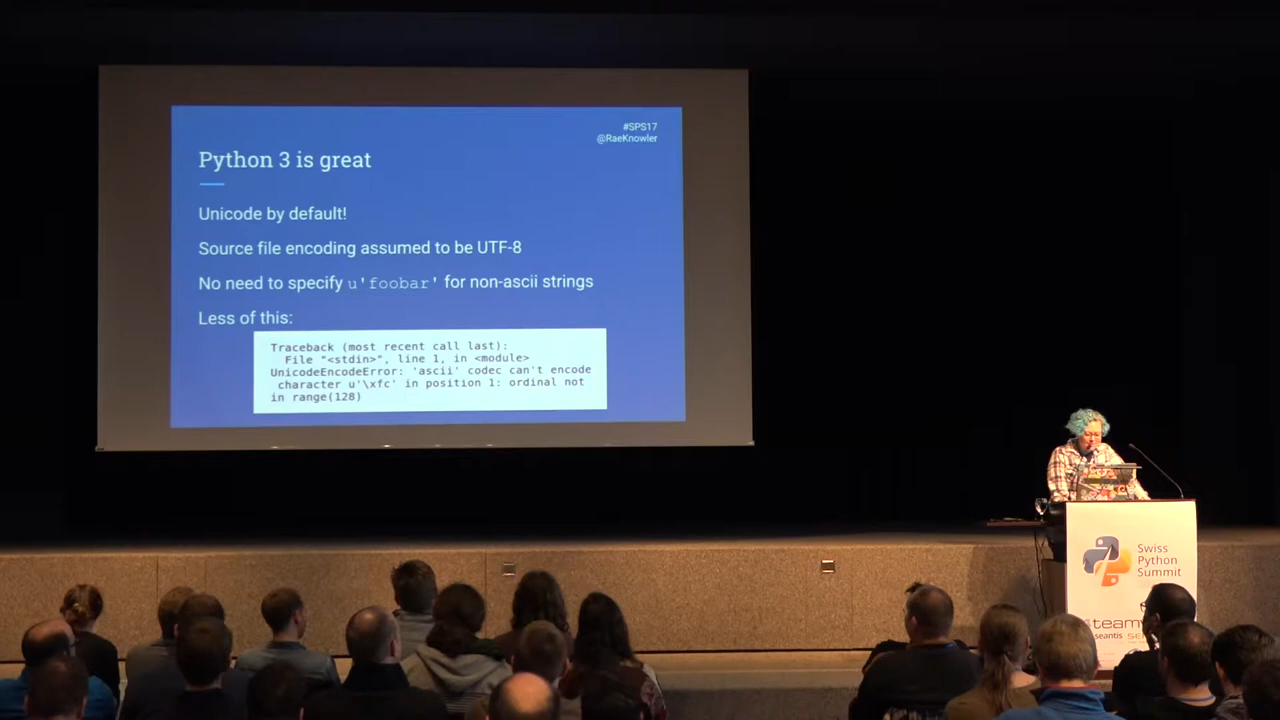 #SPS17
@RaeKnowler
Python 3 is great
Unicode by default!
Source file encoding assumed to be UTF-8
No need to specify u'foobar' for non-ascii strings
Less of this:
Traceback (most recent call last):
File "<stdin>", line 1, in <module>
UnicodeEncodeError: 'ascii' codec can't encode
character u'\xfc' in position 1: ordinal not
in range(128)
Swiss
Python
Summit
seantis